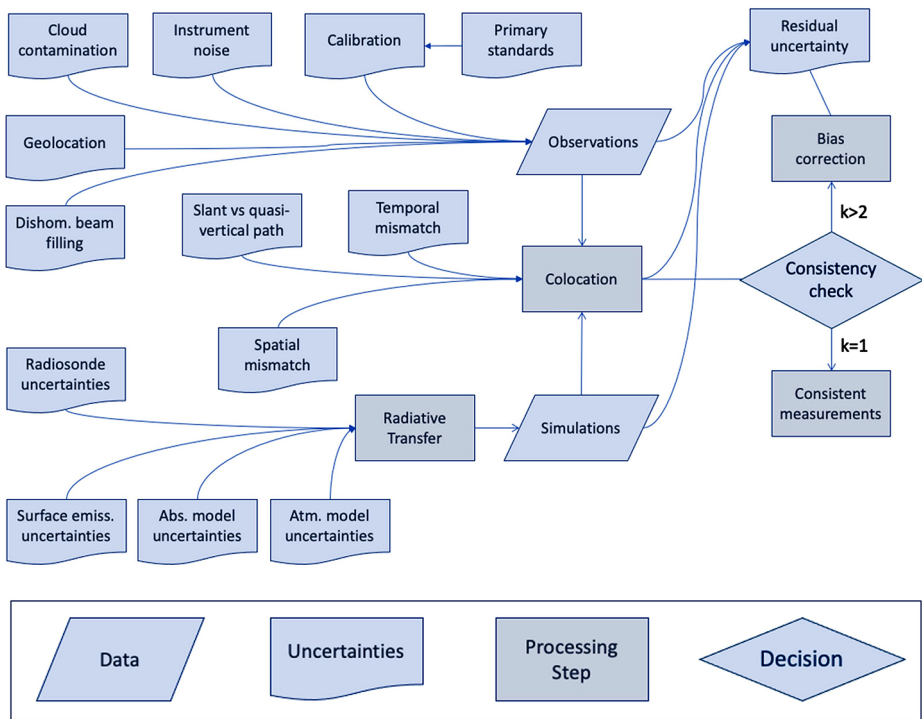 Cloud
contamination
Instrument
noise
Calibration
Primary
standards
Residual
uncertainty
Geolocation
Observations
Bias
correction
Dishom. beam
filling
Slant vs quasi-
vertical path
Temporal
mismatch
k>2
Colocation
Consistency
check
Spatial
mismatch
k=1
Radiosonde
uncertainties
Consistent
measurements
Radiative
Transfer
Simulations
Surface emiss.
uncertainties
Abs. model
uncertainties
Atm. model
uncertainties
Data
Uncertainties
Processing
Step
Decision